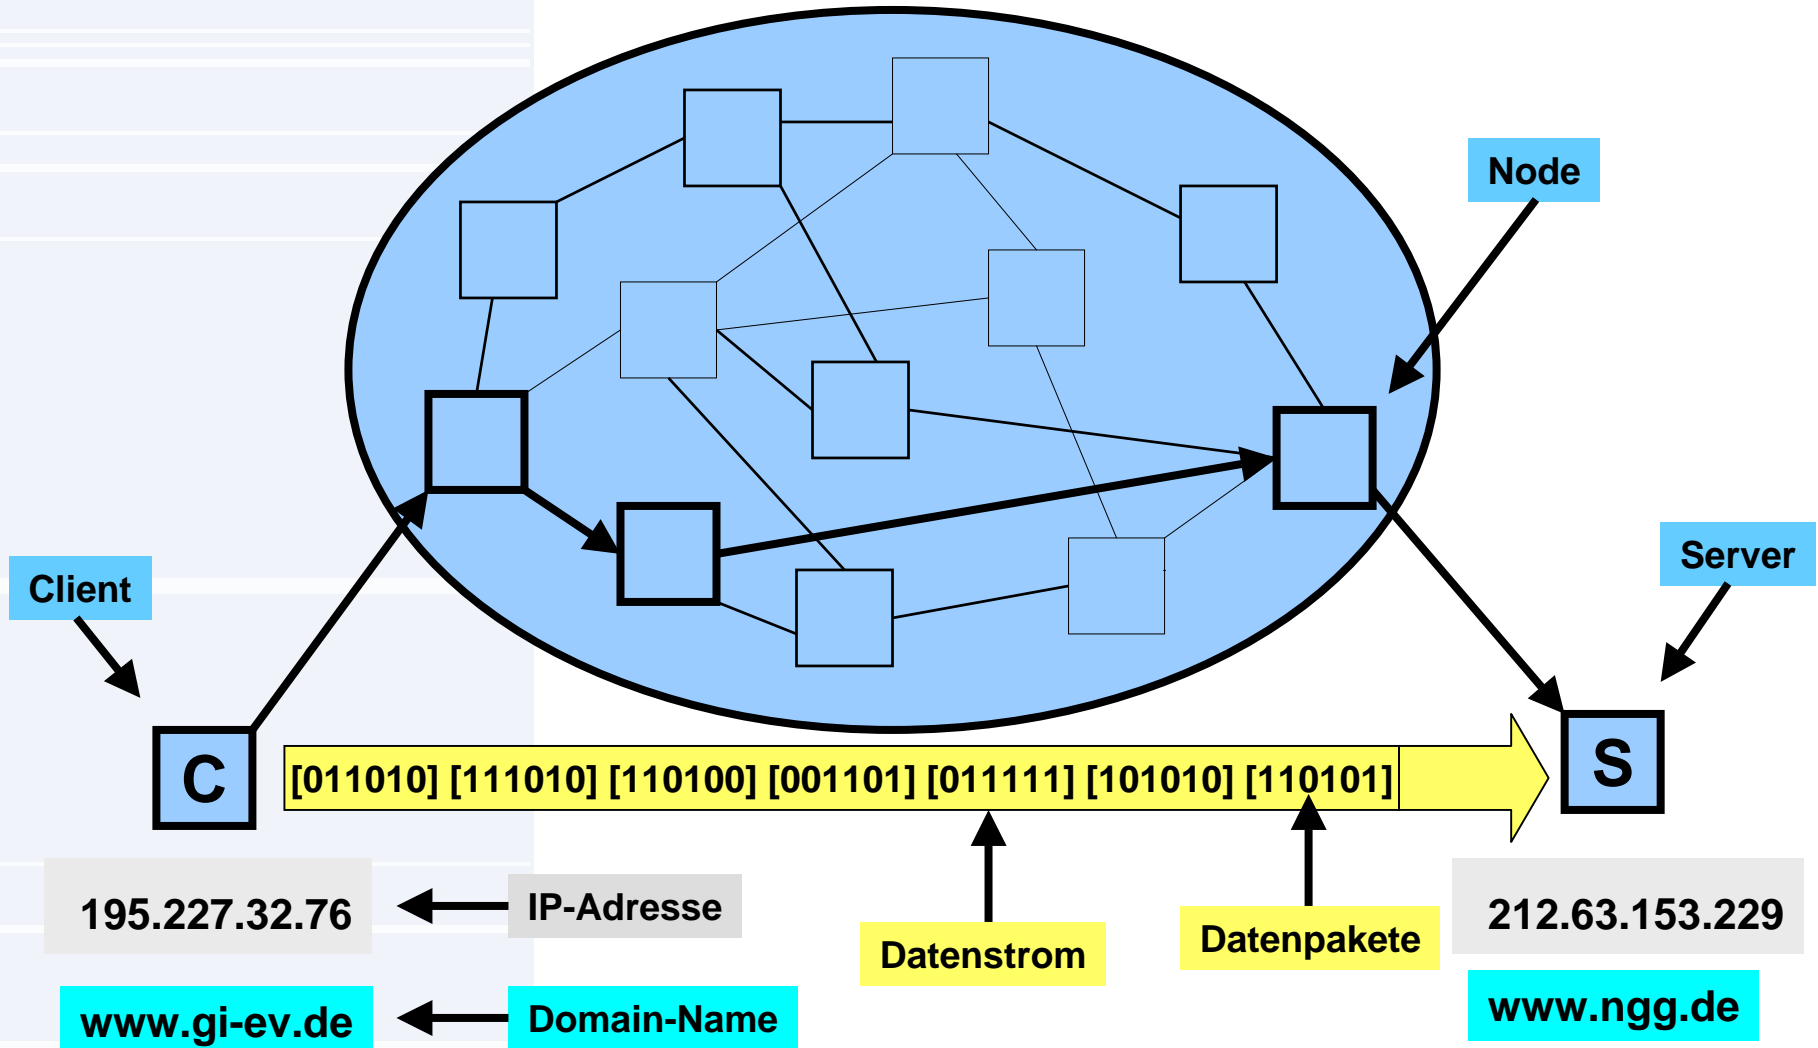 Node
Client
Server
C
[011010] [111010] [110100] [001101] [011111] [101010] [110101]
S
195.227.32.76
IP-Adresse
Datenstrom
Datenpakete
212.63.153.229
www.gi-ev.de
Domain-Name
www.ngg.de